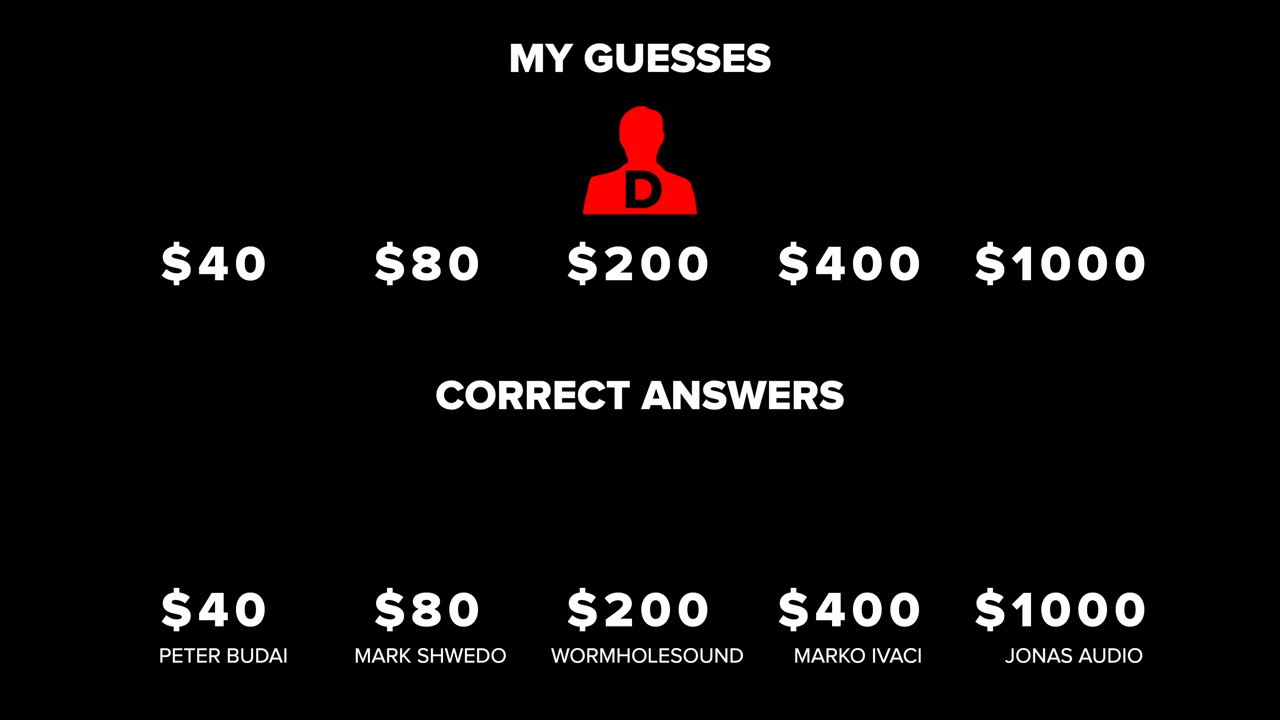 MY GUESSES
D
$40 $80 $200 $400 $1000
CORRECT ANSWERS
$40 $80 $200 $400 $1000
PETER BUDAI MARK SHWEDO WORMHOLESOUND MARKO IVACI JONAS AUDIO